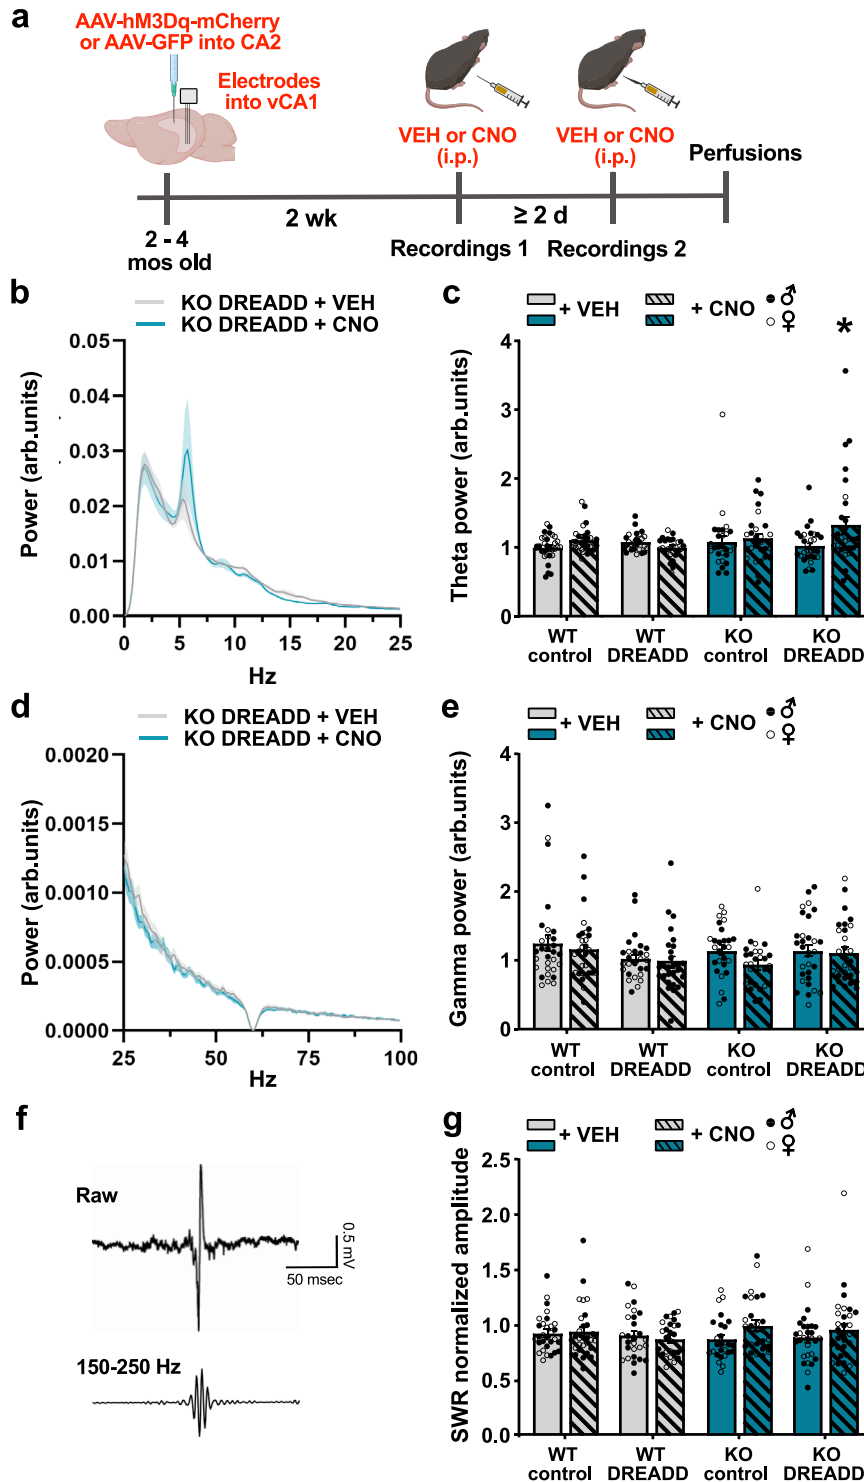 a
AAV-hM3Dq-mCherry
or AAV-GFP into CA2
Electrodes
into vCA1
VEH or CNO
(i.p.)
VEH or CNO
(i.p.)
Perfusions
2 wk
≥ 2 d
2 - 4
mos old
Recordings 1
Recordings 2
b
KO DREADD + VEH
KO DREADD + CNO
Power (arb.units)
0.05
0.04
0.03
0.02
0.01
0.00
0 5 10 15 20 25
Hz
c
+ VEH
+ CNO
♂
♀
Theta power (arb.units)
4
3
2
1
0
*
WT
control
WT
DREADD
KO
control
KO
DREADD
d
KO DREADD + VEH
KO DREADD + CNO
Power (arb.units)
0.0020
0.0015
0.0010
0.0005
0.0000
25 50 75 100
Hz
e
+ VEH
+ CNO
♂
♀
Gamma power (arb.units)
4
3
2
1
0
WT
control
WT
DREADD
KO
control
KO
DREADD
f
Raw
0.5 mV
50 msec
150-250 Hz
g
+ VEH
+ CNO
♂
♀
SWR normalized amplitude
2.5
2.0
1.5
1.0
0.5
0.0
WT
control
WT
DREADD
KO
control
KO
DREADD